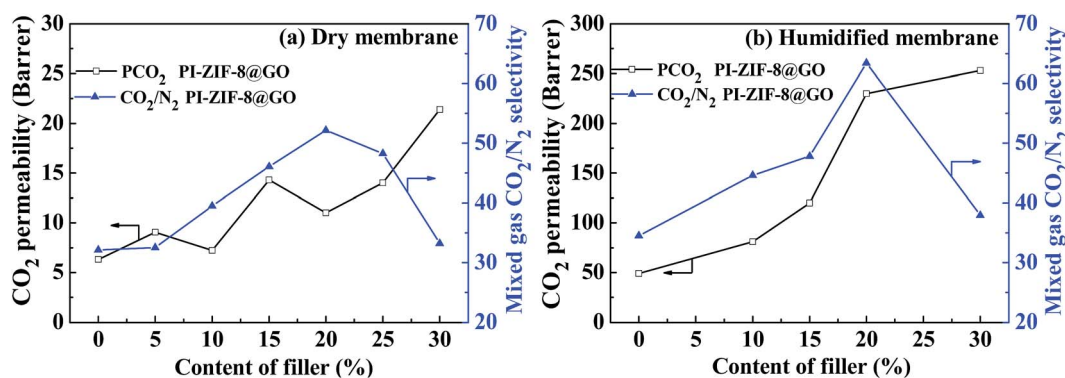 (a) Dry membrane
PCO₂ PI-ZIF-8@GO
CO₂/N₂ PI-ZIF-8@GO
CO₂ permeability (Barrer)
30
25
20
15
10
5
0
0 5 10 15 20 25 30
Content of filler (%)
70
60
50
40
30
20
Mixed gas CO₂/N₂ selectivity
(b) Humidified membrane
PCO₂ PI-ZIF-8@GO
CO₂/N₂ PI-ZIF-8@GO
CO₂ permeability (Barrer)
300
250
200
150
100
50
0
0 5 10 15 20 25 30
Content of filler (%)
70
60
50
40
30
20
Mixed gas CO₂/N₂ selectivity